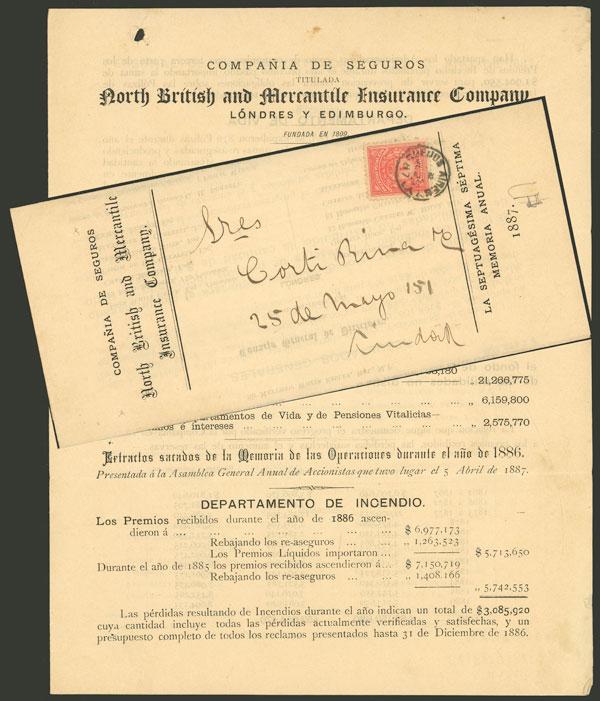 COMPAÑIA DE SEGUROS
TITULADA
North British and Mercantile Insurance Company
LÓNDRES Y EDIMBURGO.
FUNDADA EN 1809
COMPAÑIA DE SEGUROS
North British and Mercantile
Insurance Company.
BUENOS AIRES
Sres
Corti Riva
25 de Mayo 151
LA SEPTUAGÉSIMA SÉPTIMA
MEMORIA ANUAL.
1887.
„ 21,266,775
„ 6,159,800
artamentos de Vida y de Pensiones Vitalicias—
é intereses ... „ 2,575,770
Extractos sacados de la Memoria de las Operaciones durante el año de 1886.
Presentada á la Asamblea General Anual de Accionistas que tuvo lugar el 5 Abril de 1887.
DEPARTAMENTO DE INCENDIO.
Los Premios recibidos durante el año de 1886 ascen-
dieron á ... $ 6,977,173
Rebajando los re-aseguros ... „ 1,263,523
Los Premios Líquidos importaron ... $ 5,713,650
Durante el año de 1885 los premios recibidos ascendieron á ... $ 7,150,719
Rebajando los re-aseguros ... „ 1,408,166
„ 5,742,553
Las pérdidas resultando de Incendios durante el año indican un total de $3,085,920
cuya cantidad incluye todas las pérdidas actualmente verificadas y satisfechas, y un
presupuesto completo de todos los reclamos presentados hasta 31 de Diciembre de 1886.